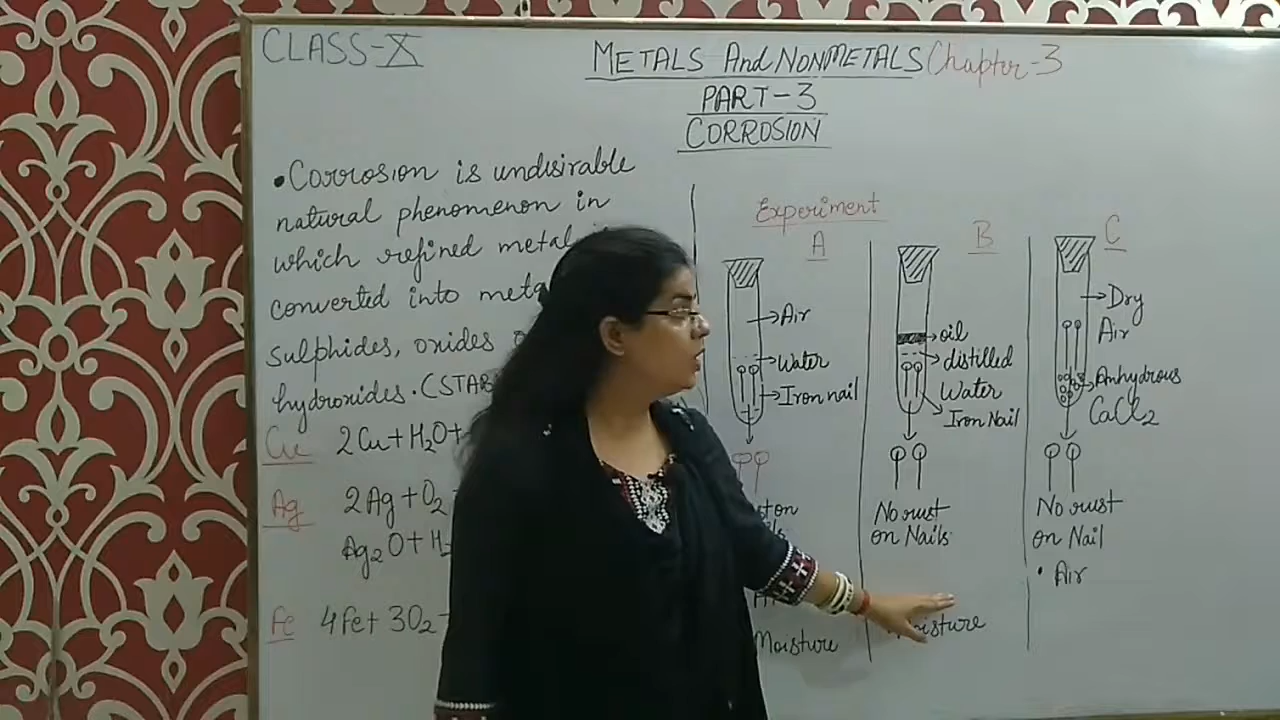 CLASS-X
METALS And NONMETALS Chapter-3
PART-3
CORROSION
•Corrosion is undisirable
natural phenomenon in
which refined metal
converted into
sulphides, oxides
hydroxides.
Cu 2Cu+H₂O+
Ag 2Ag+O₂
Ag₂O+
Fe 4Fe+ 3O₂
Experiment
A
→Air
→Water
→Iron nail
Moisture
B
→oil
→distilled
Water
Iron Nail
No rust
on Nails
C
→Dry
Air
→Anhydrous
CaCl₂
No rust
on Nail
• Air